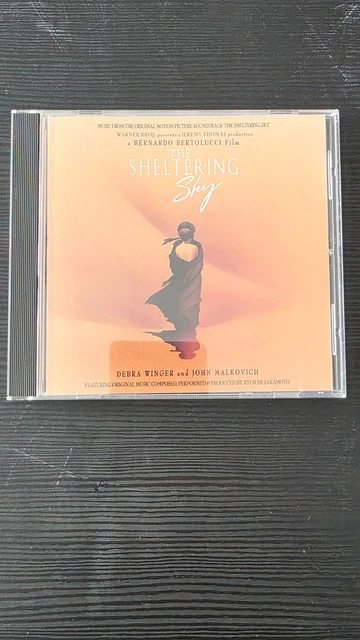 MUSIC FROM THE ORIGINAL MOTION PICTURE SOUNDTRACK 'THE SHELTERING SKY'
WARNER BROS. presents a JEREMY THOMAS production
a BERNARDO BERTOLUCCI Film
THE
SHELTERING
Sky
DEBRA WINGER and JOHN MALKOVICH
FEATURING ORIGINAL MUSIC COMPOSED, PERFORMED & PRODUCED BY RYUICHI SAKAMOTO